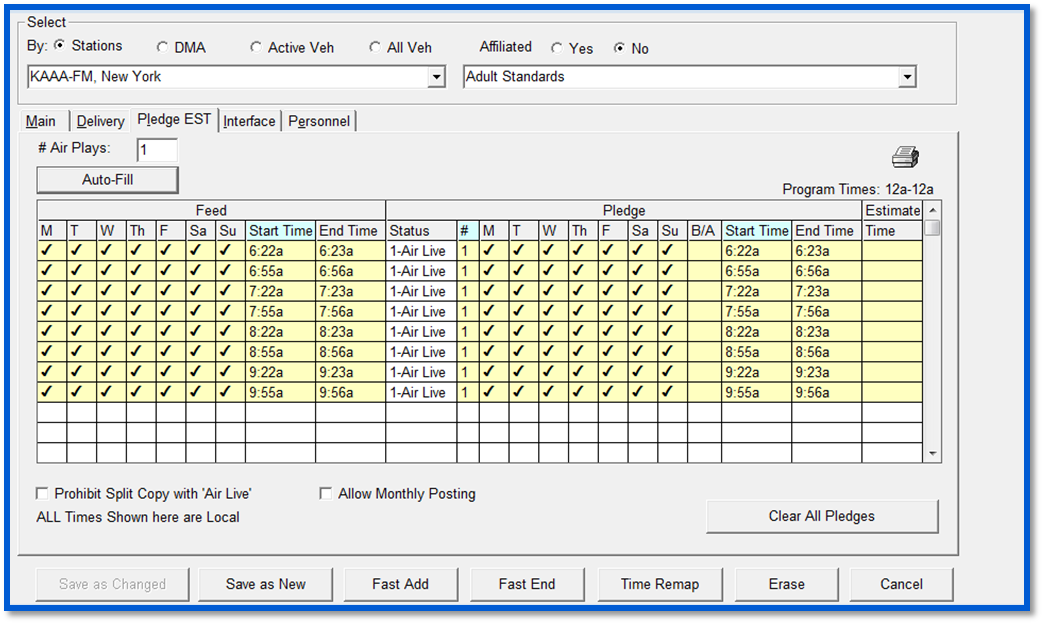 Select
By: Stations DMA Active Veh All Veh Affiliated Yes No
KAAA-FM, New York Adult Standards
Main Delivery Pledge EST Interface Personnel
# Air Plays: 1
Auto-Fill
Program Times: 12a-12a
Feed Pledge Estimate
M T W Th F Sa Su Start Time End Time Status # M T W Th F Sa Su B/A Start Time End Time Time
✓ ✓ ✓ ✓ ✓ ✓ ✓ 6:22a 6:23a 1-Air Live 1 ✓ ✓ ✓ ✓ ✓ ✓ ✓ 6:22a 6:23a
✓ ✓ ✓ ✓ ✓ ✓ ✓ 6:55a 6:56a 1-Air Live 1 ✓ ✓ ✓ ✓ ✓ ✓ ✓ 6:55a 6:56a
✓ ✓ ✓ ✓ ✓ ✓ ✓ 7:22a 7:23a 1-Air Live 1 ✓ ✓ ✓ ✓ ✓ ✓ ✓ 7:22a 7:23a
✓ ✓ ✓ ✓ ✓ ✓ ✓ 7:55a 7:56a 1-Air Live 1 ✓ ✓ ✓ ✓ ✓ ✓ ✓ 7:55a 7:56a
✓ ✓ ✓ ✓ ✓ ✓ ✓ 8:22a 8:23a 1-Air Live 1 ✓ ✓ ✓ ✓ ✓ ✓ ✓ 8:22a 8:23a
✓ ✓ ✓ ✓ ✓ ✓ ✓ 8:55a 8:56a 1-Air Live 1 ✓ ✓ ✓ ✓ ✓ ✓ ✓ 8:55a 8:56a
✓ ✓ ✓ ✓ ✓ ✓ ✓ 9:22a 9:23a 1-Air Live 1 ✓ ✓ ✓ ✓ ✓ ✓ ✓ 9:22a 9:23a
✓ ✓ ✓ ✓ ✓ ✓ ✓ 9:55a 9:56a 1-Air Live 1 ✓ ✓ ✓ ✓ ✓ ✓ ✓ 9:55a 9:56a
Prohibit Split Copy with 'Air Live' Allow Monthly Posting
ALL Times Shown here are Local Clear All Pledges
Save as Changed Save as New Fast Add Fast End Time Remap Erase Cancel